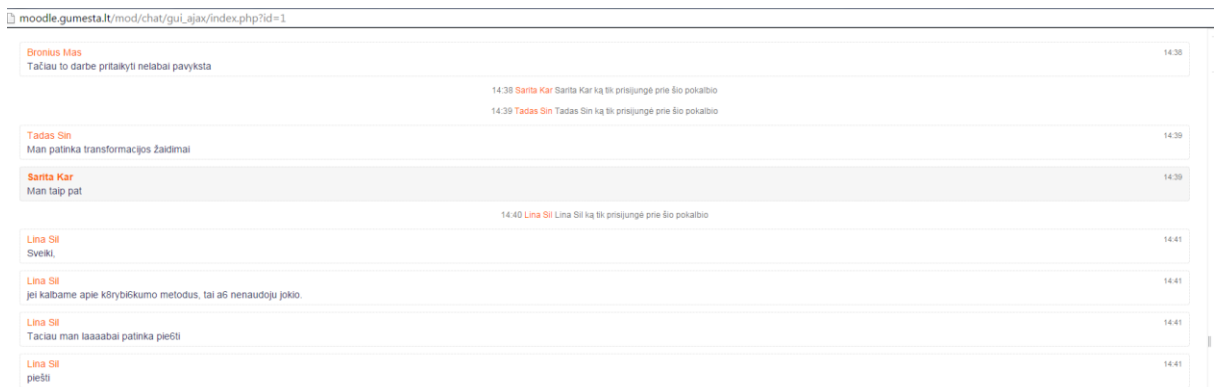 moodle.gumesta.lt/mod/chat/gui_ajax/index.php?id=1
Bronius Mas 14:38
Tačiau to darbe pritaikyti nelabai pavyksta
14:38 Sarita Kar Sarita Kar ką tik prisijungė prie šio pokalbio
14:39 Tadas Sin Tadas Sin ką tik prisijungė prie šio pokalbio
Tadas Sin 14:39
Man patinka transformacijos žaidimai
Sarita Kar 14:39
Man taip pat
14:40 Lina Sil Lina Sil ką tik prisijungė prie šio pokalbio
Lina Sil 14:41
Sveiki,
Lina Sil 14:41
jei kalbame apie k8rybi6kumo metodus, tai a6 nenaudoju jokio.
Lina Sil 14:41
Taciau man laaaabai patinka pie6ti
Lina Sil 14:41
piešti